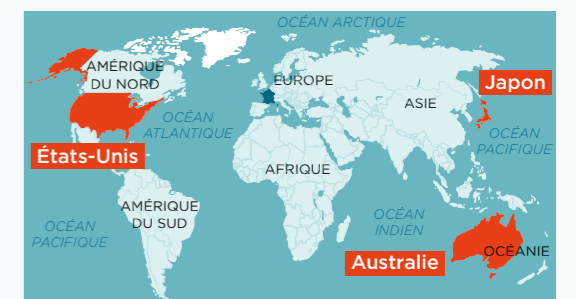 OCÉAN ARCTIQUE
AMÉRIQUE
DU NORD
EUROPE
Japon
ASIE
OCÉAN
ATLANTIQUE
OCÉAN
PACIFIQUE
États-Unis
AFRIQUE
AMÉRIQUE
DU SUD
OCÉAN
INDIEN
OCÉAN
PACIFIQUE
OCÉANIE
Australie